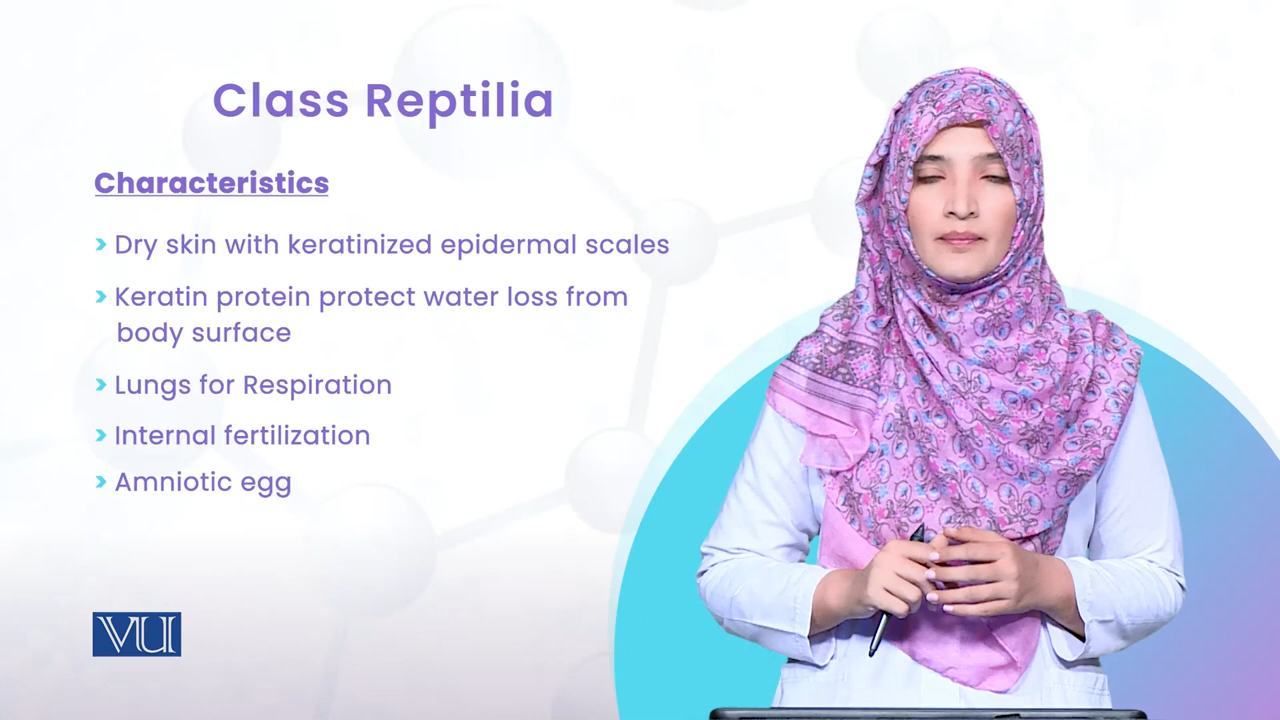 Class Reptilia
Characteristics
› Dry skin with keratinized epidermal scales
› Keratin protein protect water loss from
body surface
› Lungs for Respiration
› Internal fertilization
› Amniotic egg
VU